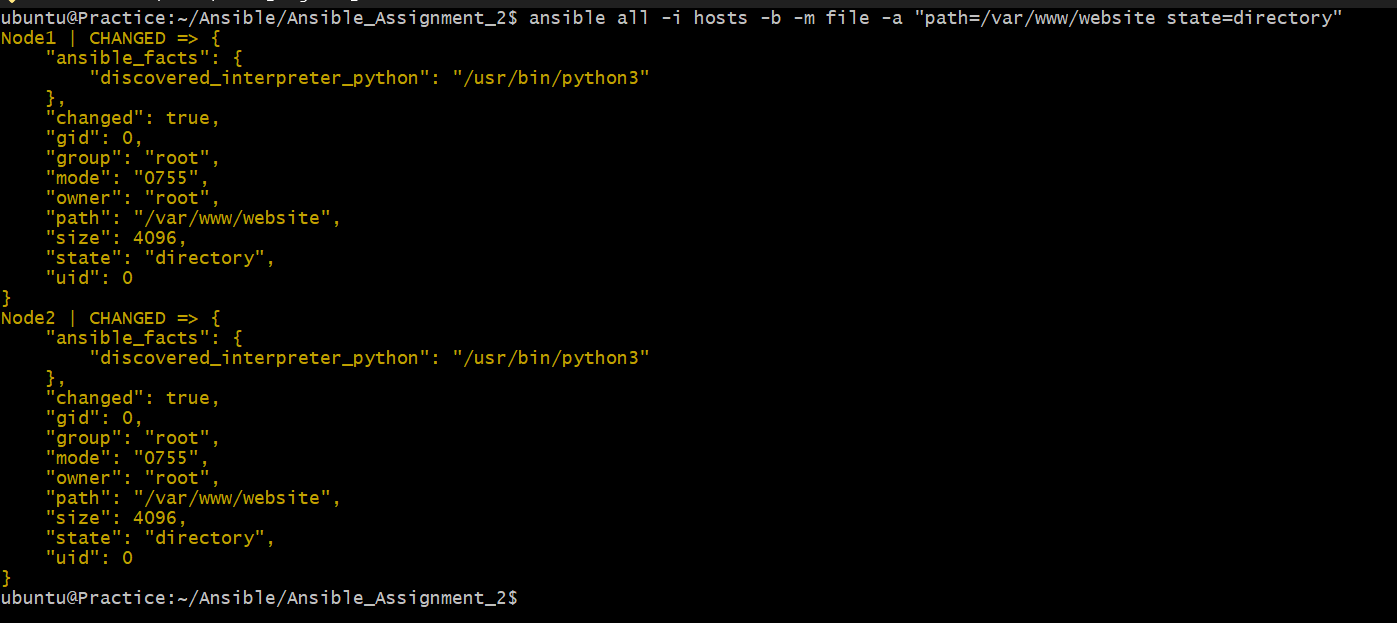 ubuntu@Practice:~/Ansible/Ansible_Assignment_2$ ansible all -i hosts -b -m file -a "path=/var/www/website state=directory"
Node1 | CHANGED => {
    "ansible_facts": {
        "discovered_interpreter_python": "/usr/bin/python3"
    },
    "changed": true,
    "gid": 0,
    "group": "root",
    "mode": "0755",
    "owner": "root",
    "path": "/var/www/website",
    "size": 4096,
    "state": "directory",
    "uid": 0
}
Node2 | CHANGED => {
    "ansible_facts": {
        "discovered_interpreter_python": "/usr/bin/python3"
    },
    "changed": true,
    "gid": 0,
    "group": "root",
    "mode": "0755",
    "owner": "root",
    "path": "/var/www/website",
    "size": 4096,
    "state": "directory",
    "uid": 0
}
ubuntu@Practice:~/Ansible/Ansible_Assignment_2$